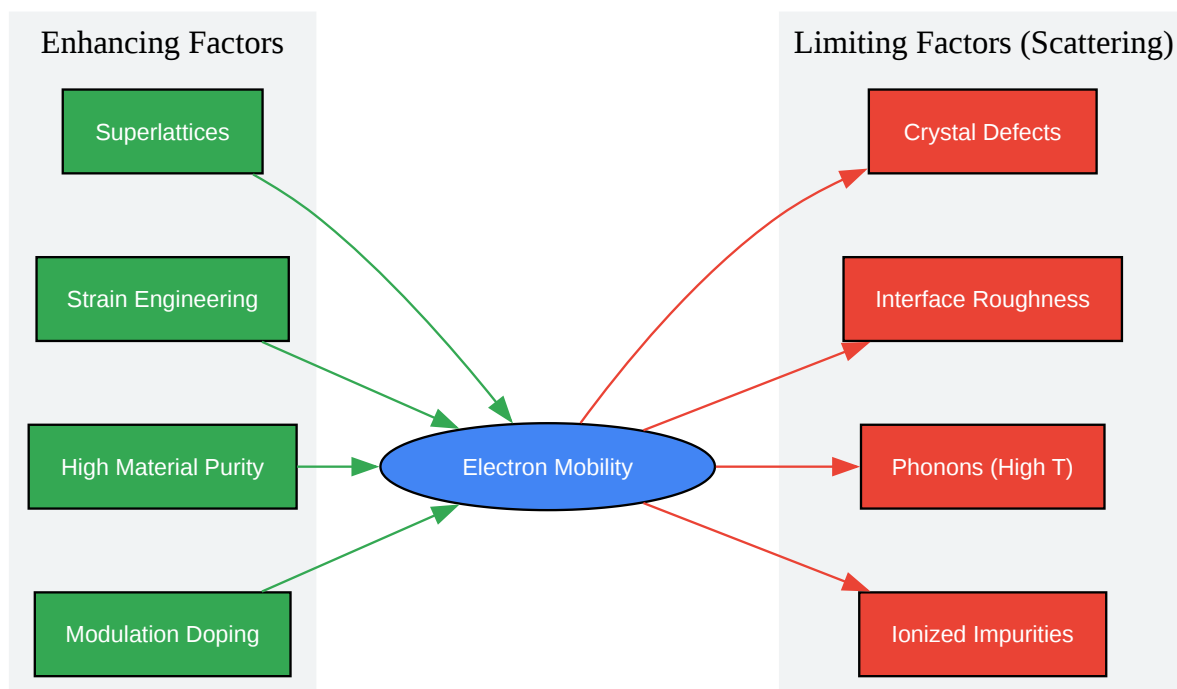 Enhancing Factors
Superlattices
Strain Engineering
High Material Purity
Modulation Doping
Electron Mobility
Limiting Factors (Scattering)
Crystal Defects
Interface Roughness
Phonons (High T)
Ionized Impurities